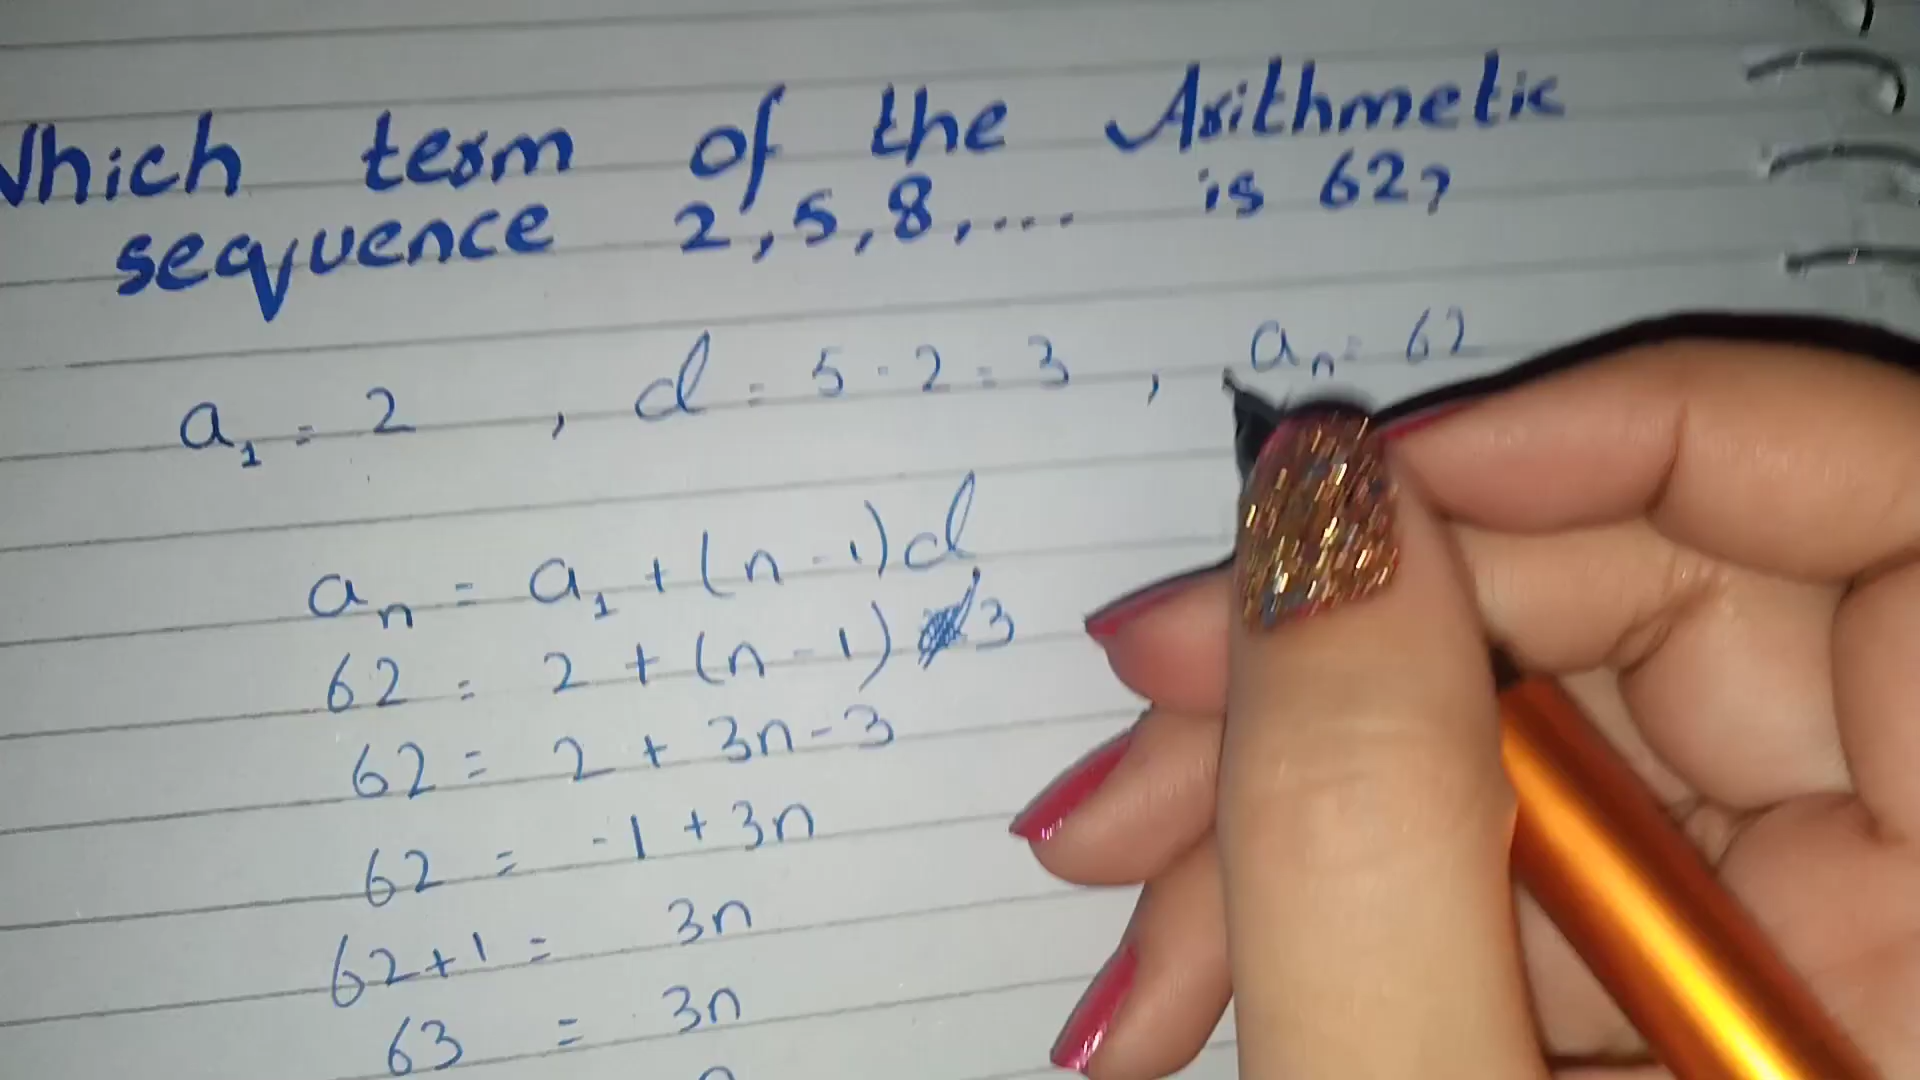 Which term of the Arithmetic
sequence 2, 5, 8, .... is 62?
a₁ = 2 , d = 5 - 2 = 3 , aₙ = 62
aₙ = a₁ + (n - 1) d
62 = 2 + (n - 1) 3
62 = 2 + 3n - 3
62 = -1 + 3n
62 + 1 = 3n
63 = 3n